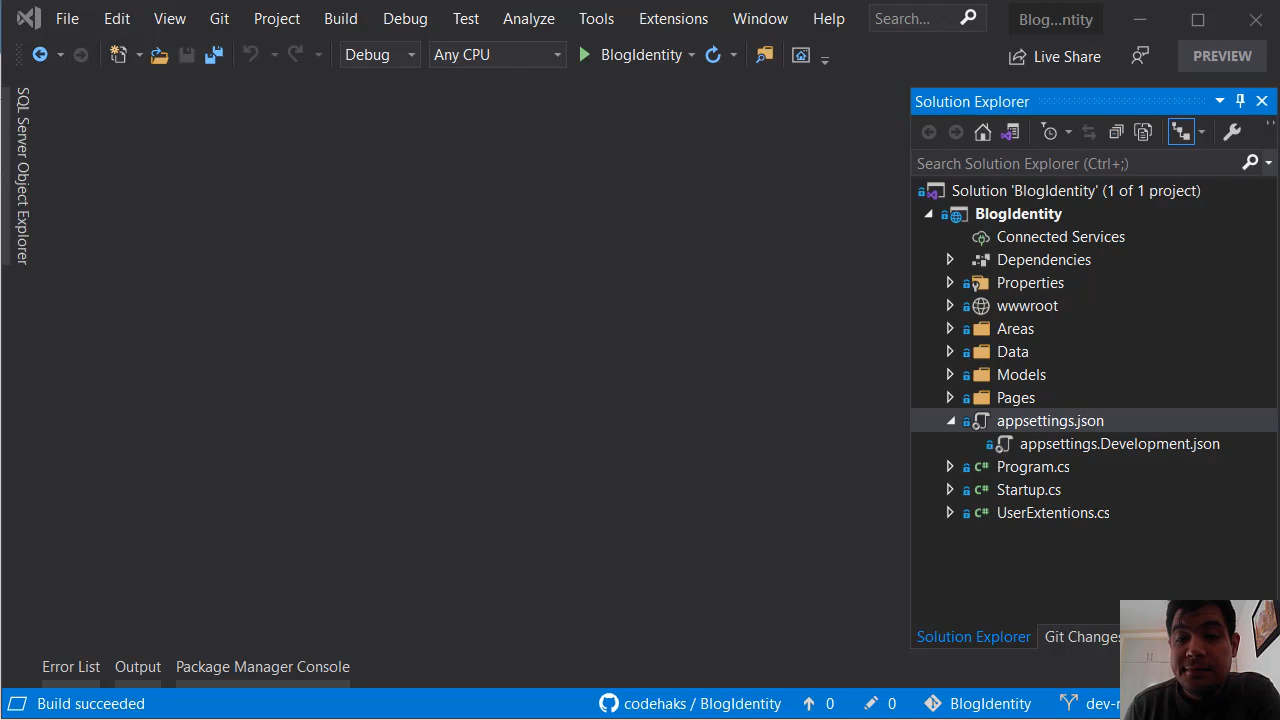 File Edit View Git Project Build Debug Test Analyze Tools Extensions Window Help Search... Blog...ntity
Debug Any CPU BlogIdentity Live Share PREVIEW
SQL Server Object Explorer
Solution Explorer
Search Solution Explorer (Ctrl+;)
Solution 'BlogIdentity' (1 of 1 project)
BlogIdentity
Connected Services
Dependencies
Properties
wwwroot
Areas
Data
Models
Pages
appsettings.json
appsettings.Development.json
C# Program.cs
C# Startup.cs
C# UserExtentions.cs
Solution Explorer Git Changes
Error List Output Package Manager Console
Build succeeded codehaks / BlogIdentity 0 0 BlogIdentity